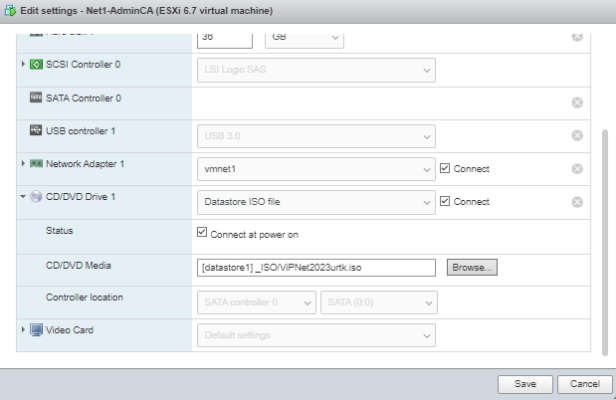 Edit settings - Net1-AdminCA (ESXi 6.7 virtual machine)
36 GB
SCSI Controller 0 LSI Logic SAS
SATA Controller 0
USB controller 1 USB 3.0
Network Adapter 1 vmnet1 Connect
CD/DVD Drive 1 Datastore ISO file Connect
Status Connect at power on
CD/DVD Media [datastore1] _ISO/ViPNet2023urtk.iso Browse...
Controller location SATA controller 0 SATA (0:0)
Video Card Default settings
Save Cancel